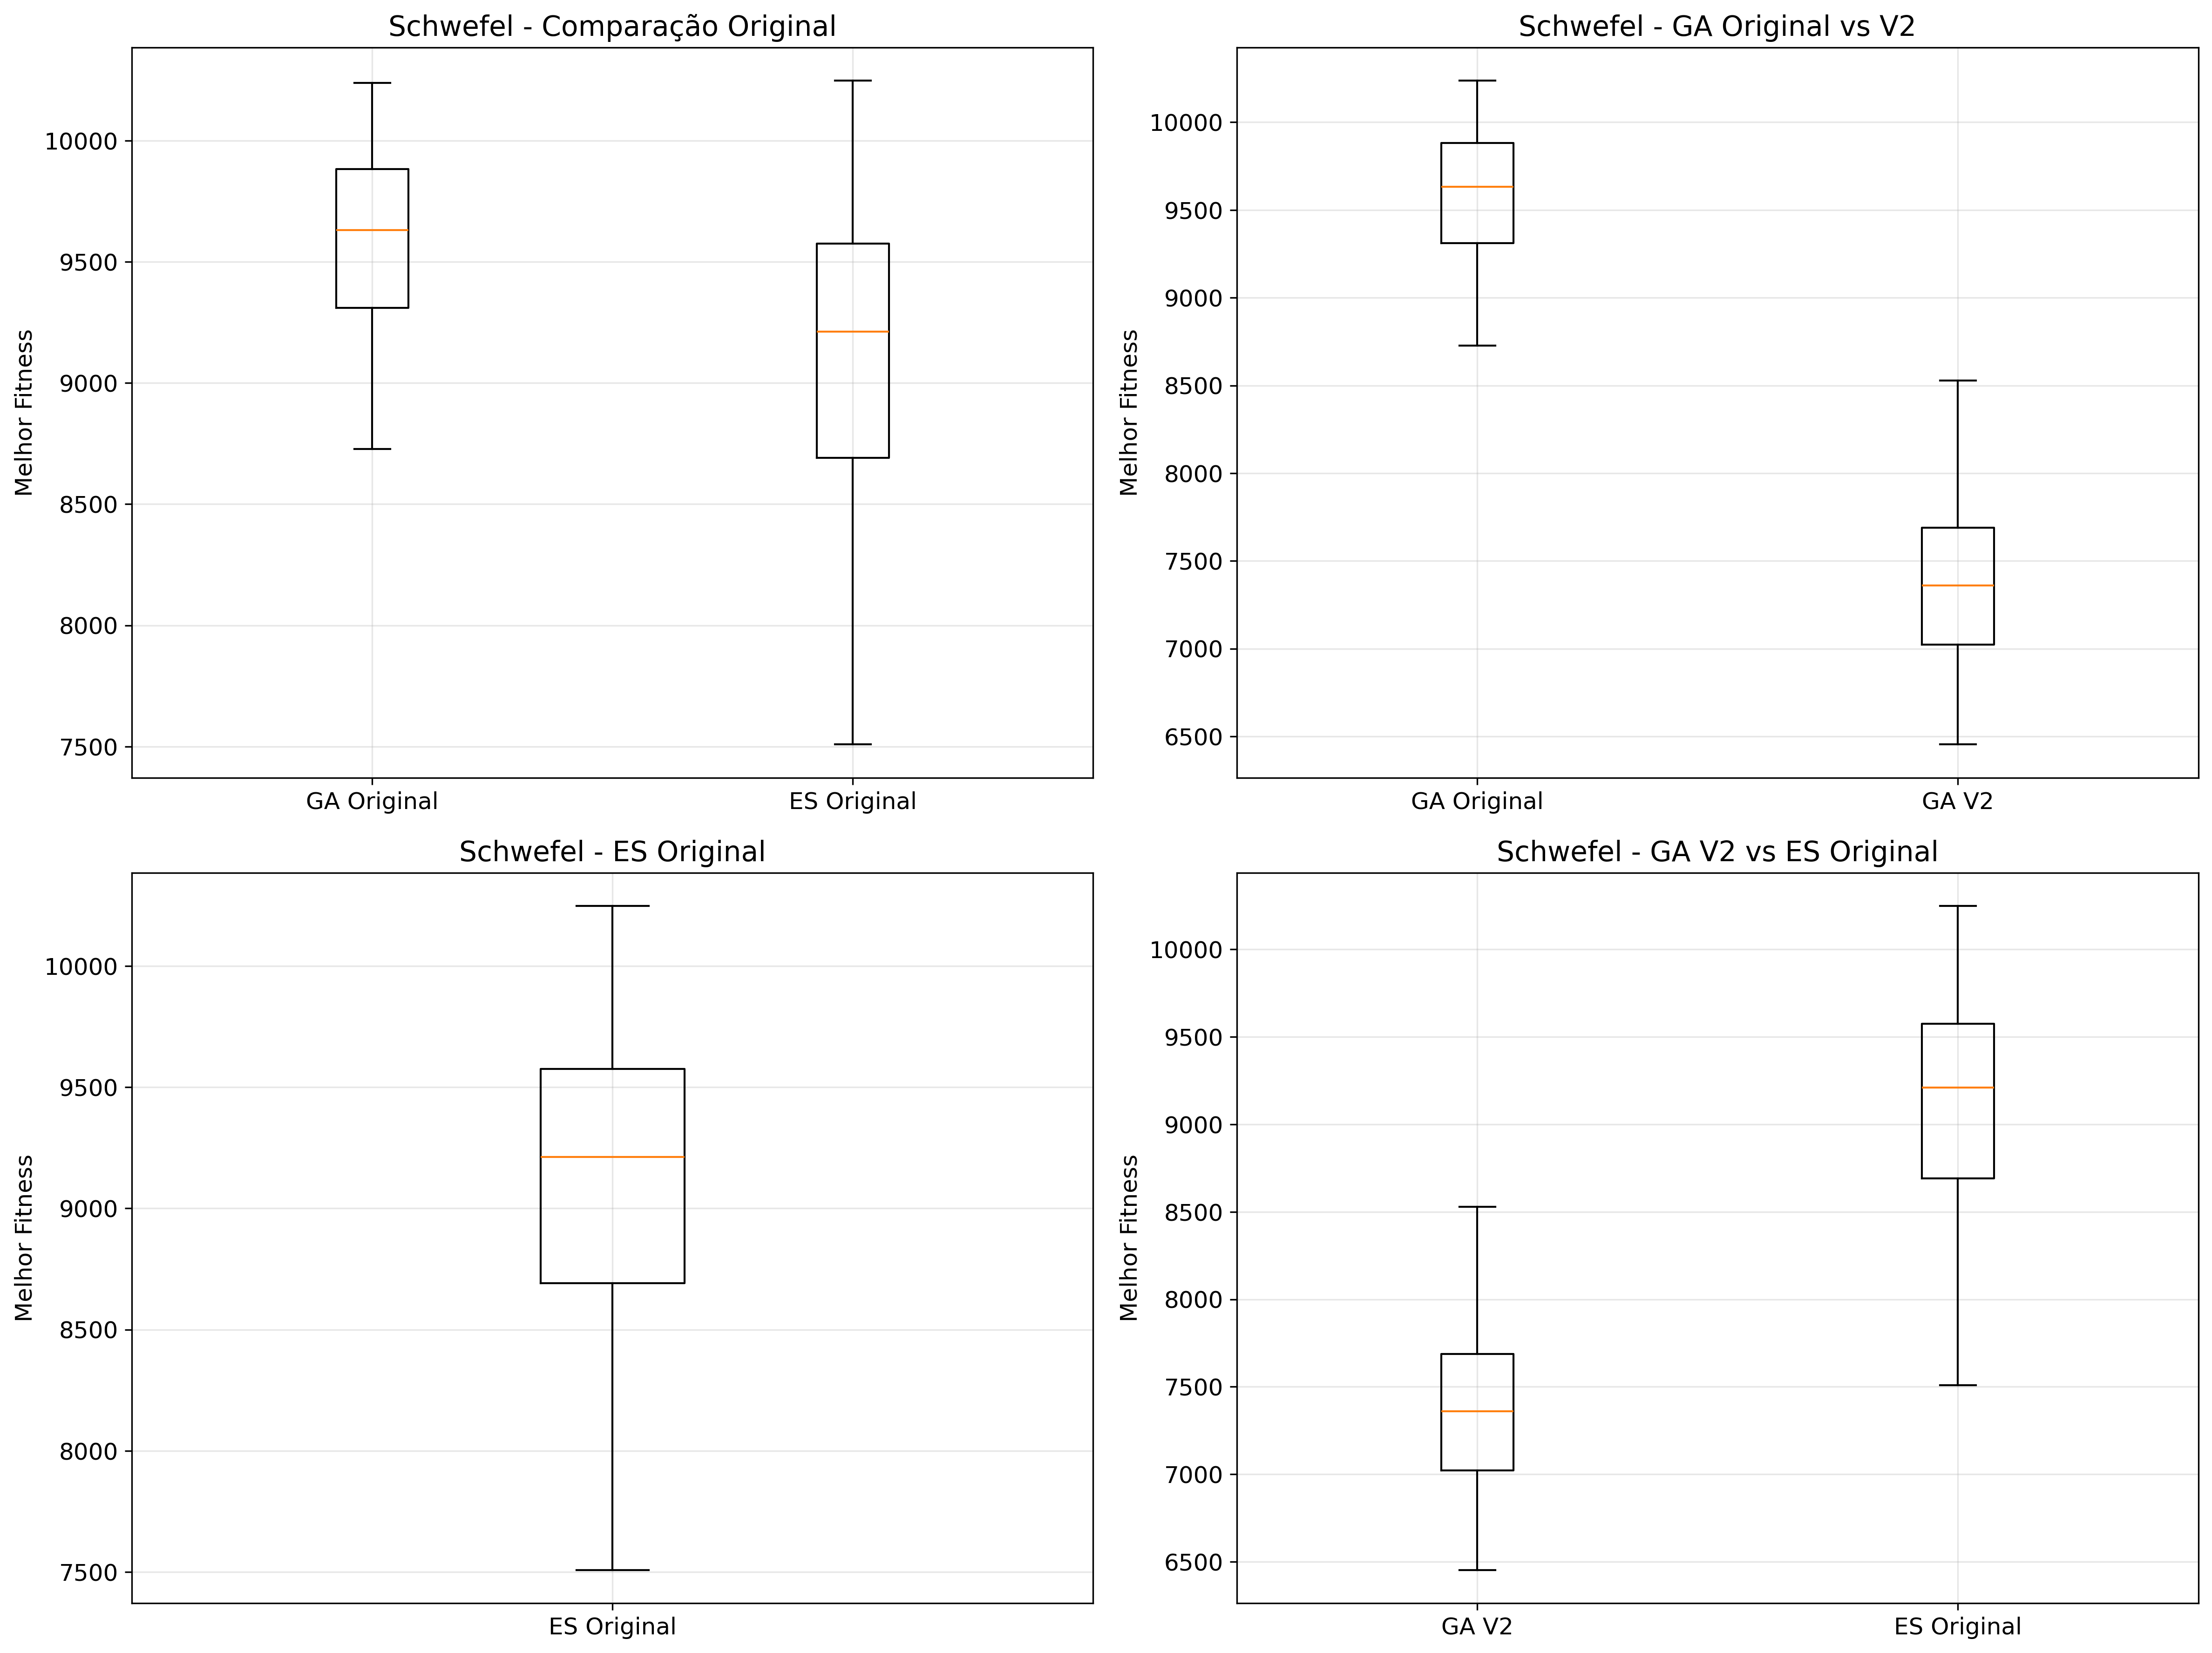 Schwefel - Comparação Original
Melhor Fitness
10000
9500
9000
8500
8000
7500
GA Original
ES Original
Schwefel - GA Original vs V2
Melhor Fitness
10000
9500
9000
8500
8000
7500
7000
6500
GA Original
GA V2
Schwefel - ES Original
Melhor Fitness
10000
9500
9000
8500
8000
7500
ES Original
Schwefel - GA V2 vs ES Original
Melhor Fitness
10000
9500
9000
8500
8000
7500
7000
6500
GA V2
ES Original